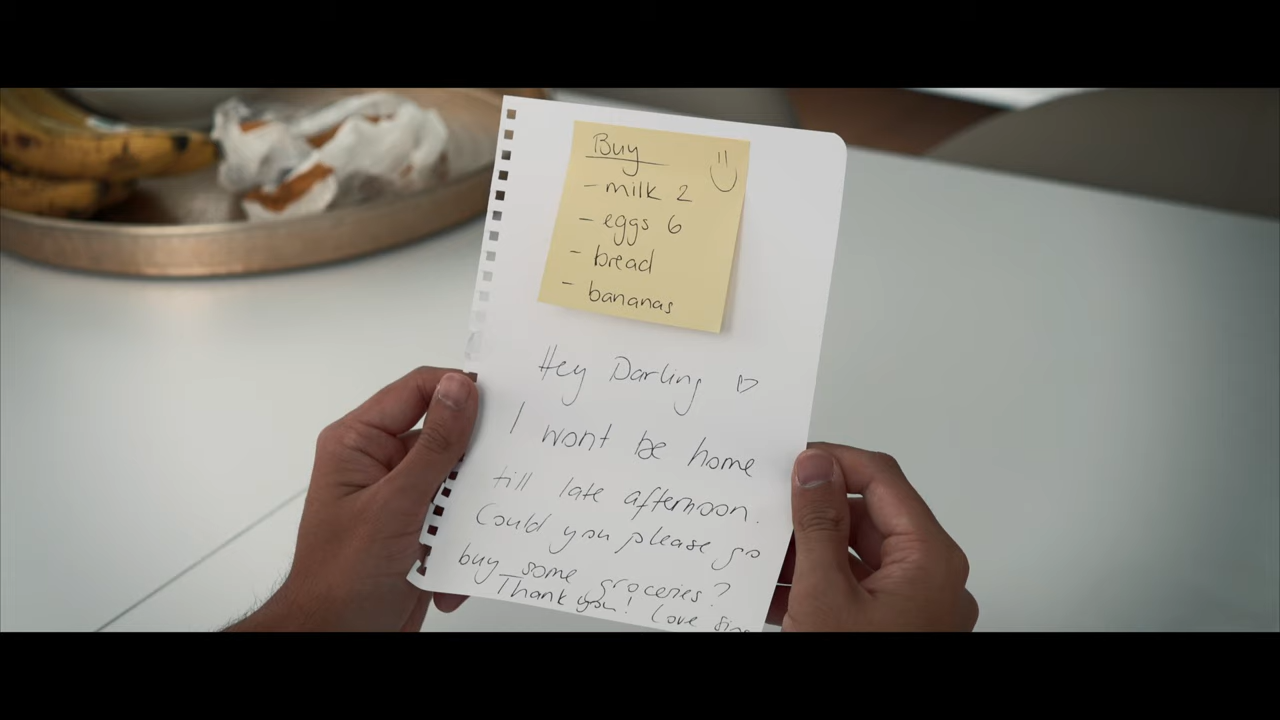 Buy
- milk 2
- eggs 6
- bread
- bananas
Hey Darling
I wont be home
till late afternoon.
Could you please go
buy some groceries?
Thank you! Love